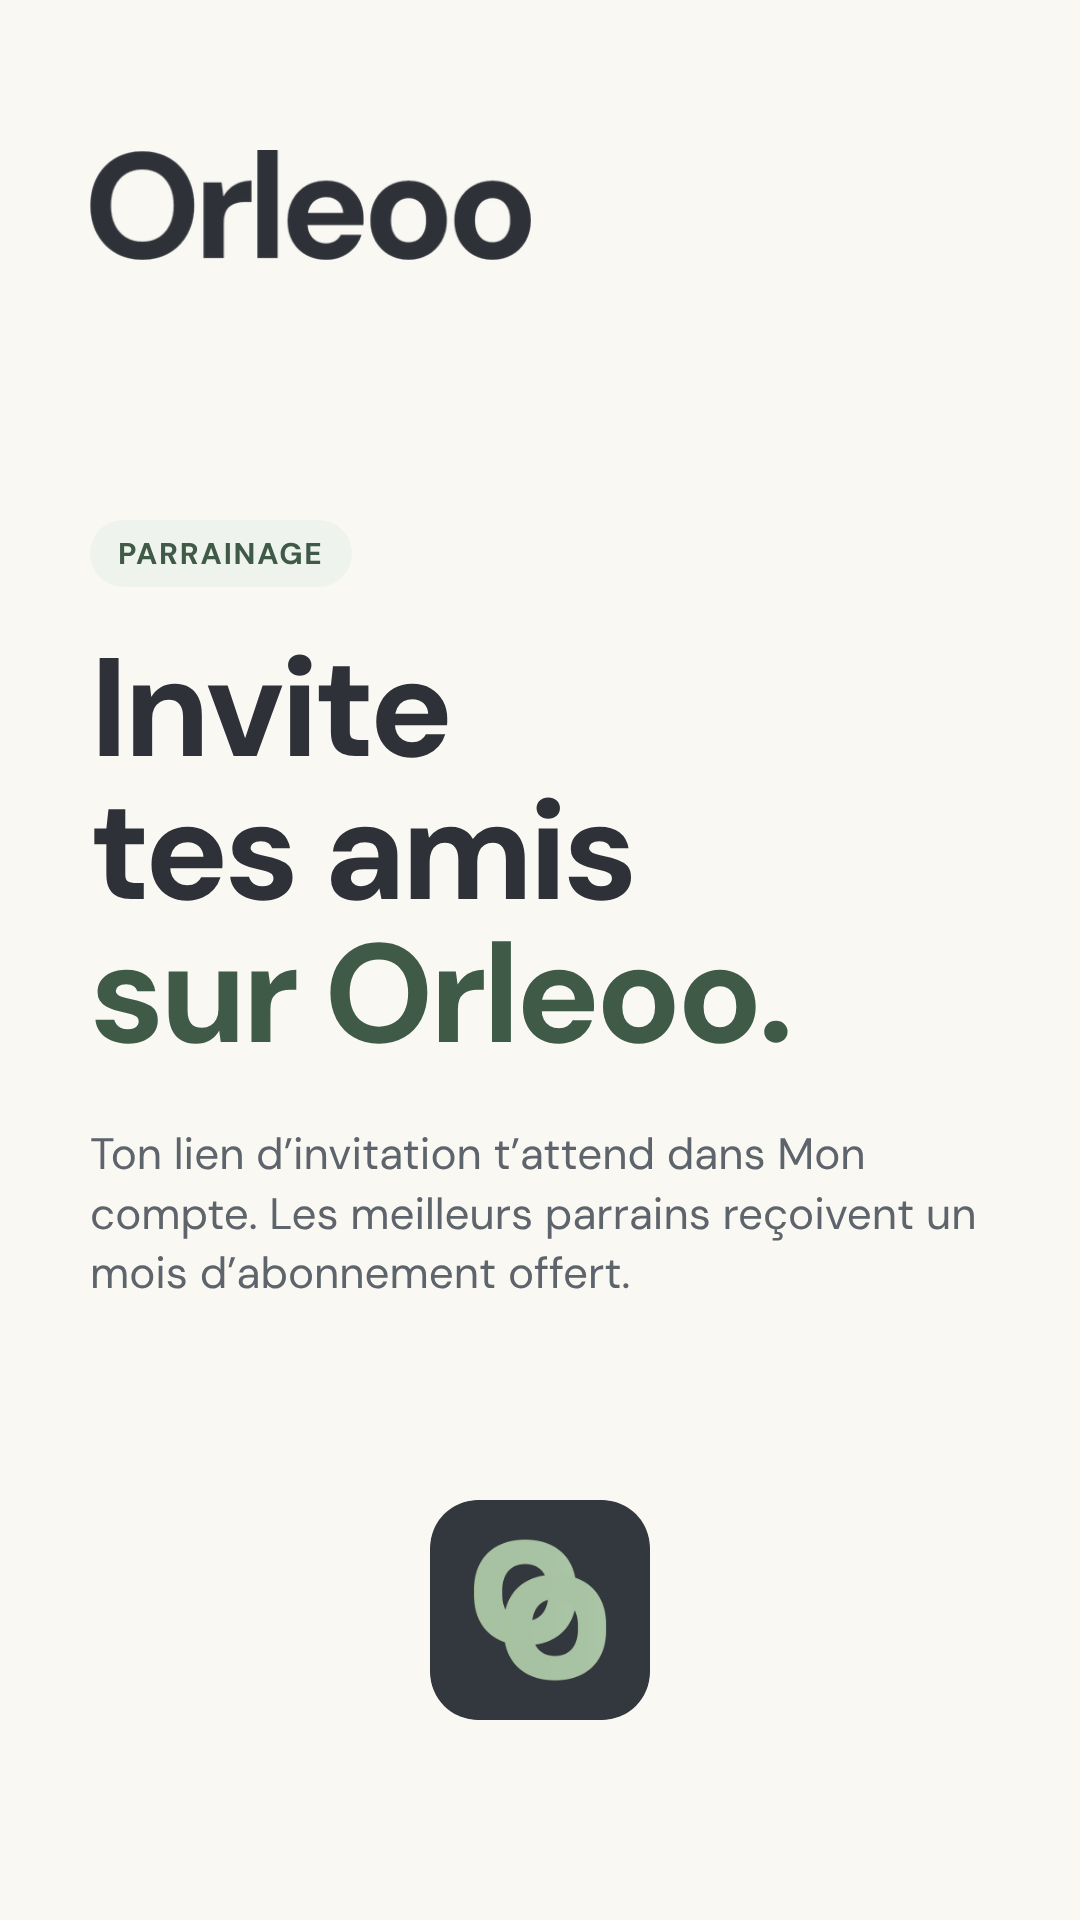 Orleoo
PARRAINAGE
Invite
tes amis
sur Orleoo.
Ton lien d’invitation t’attend dans Mon
compte. Les meilleurs parrains reçoivent un
mois d’abonnement offert.